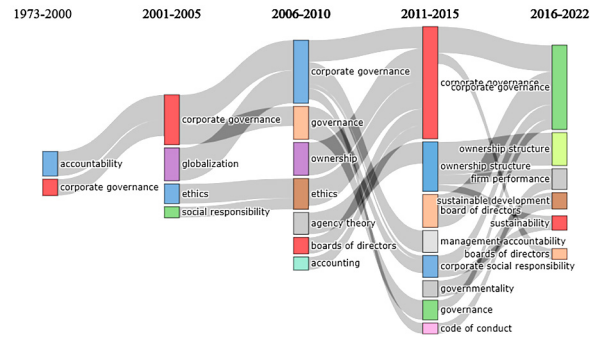 1973-2000
2001-2005
2006-2010
2011-2015
2016-2022
accountability
corporate governance
corporate governance
globalization
ethics
social responsibility
corporate governance
governance
ownership
ethics
agency theory
boards of directors
accounting
corporate governance
ownership structure
board of directors
management accountability
corporate social responsibility
governmentality
governance
code of conduct
corporate governance
ownership structure
firm performance
sustainable development
sustainability
boards of directors